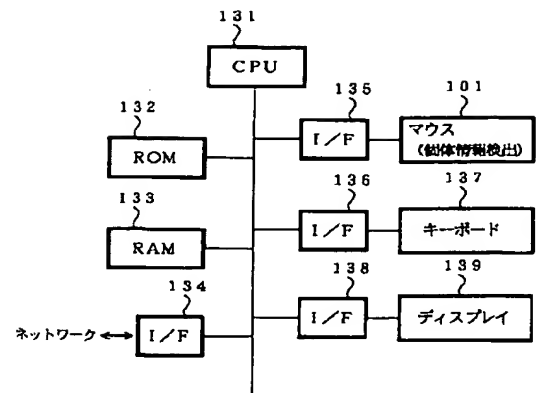 131
CPU
132
ROM
133
RAM
134
ネットワーク
I/F
135
I/F
101
マウス
(個体情報検出)
136
I/F
137
キーボード
138
I/F
139
ディスプレイ